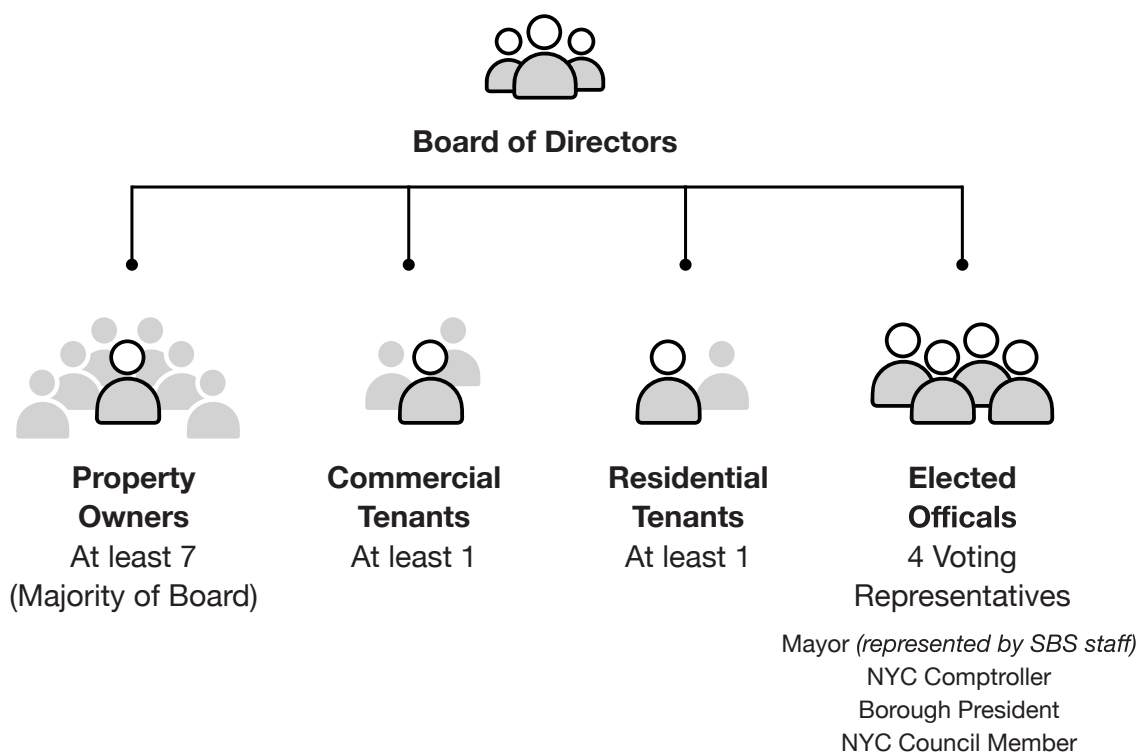 Board of Directors
Property
Owners
At least 7
(Majority of Board)
Commercial
Tenants
At least 1
Residential
Tenants
At least 1
Elected
Officals
4 Voting
Representatives
Mayor (represented by SBS staff)
NYC Comptroller
Borough President
NYC Council Member